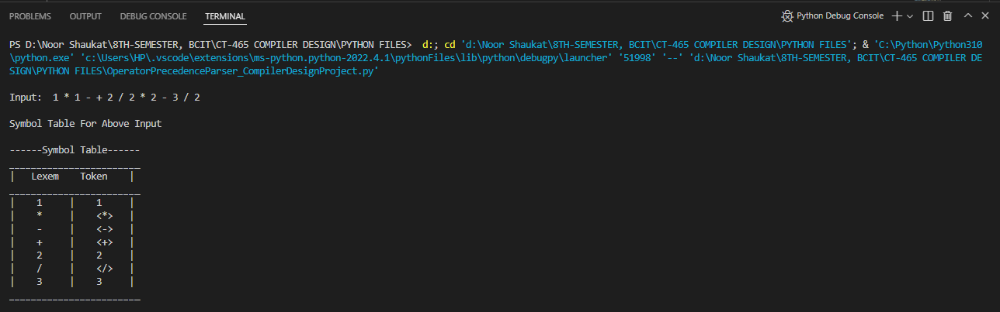 PROBLEMS OUTPUT DEBUG CONSOLE TERMINAL Python Debug Console
PS D:\Noor Shaukat\8TH-SEMESTER, BCIT\CT-465 COMPILER DESIGN\PYTHON FILES> d:; cd 'd:\Noor Shaukat\8TH-SEMESTER, BCIT\CT-465 COMPILER DESIGN\PYTHON FILES'; & 'C:\Python\Python310
\python.exe' 'c:\Users\HP\.vscode\extensions\ms-python.python-2022.4.1\pythonFiles\lib\python\debugpy\launcher' '51998' '--' 'd:\Noor Shaukat\8TH-SEMESTER, BCIT\CT-465 COMPILER DE
SIGN\PYTHON FILES\OperatorPrecedenceParser_CompilerDesignProject.py'
Input: 1 * 1 - + 2 / 2 * 2 - 3 / 2
Symbol Table For Above Input
------Symbol Table------
________________________
| Lexem Token |
________________________
| 1 | 1 |
| * | <*> |
| - | <-> |
| + | <+> |
| 2 | 2 |
| / | </> |
| 3 | 3 |
________________________